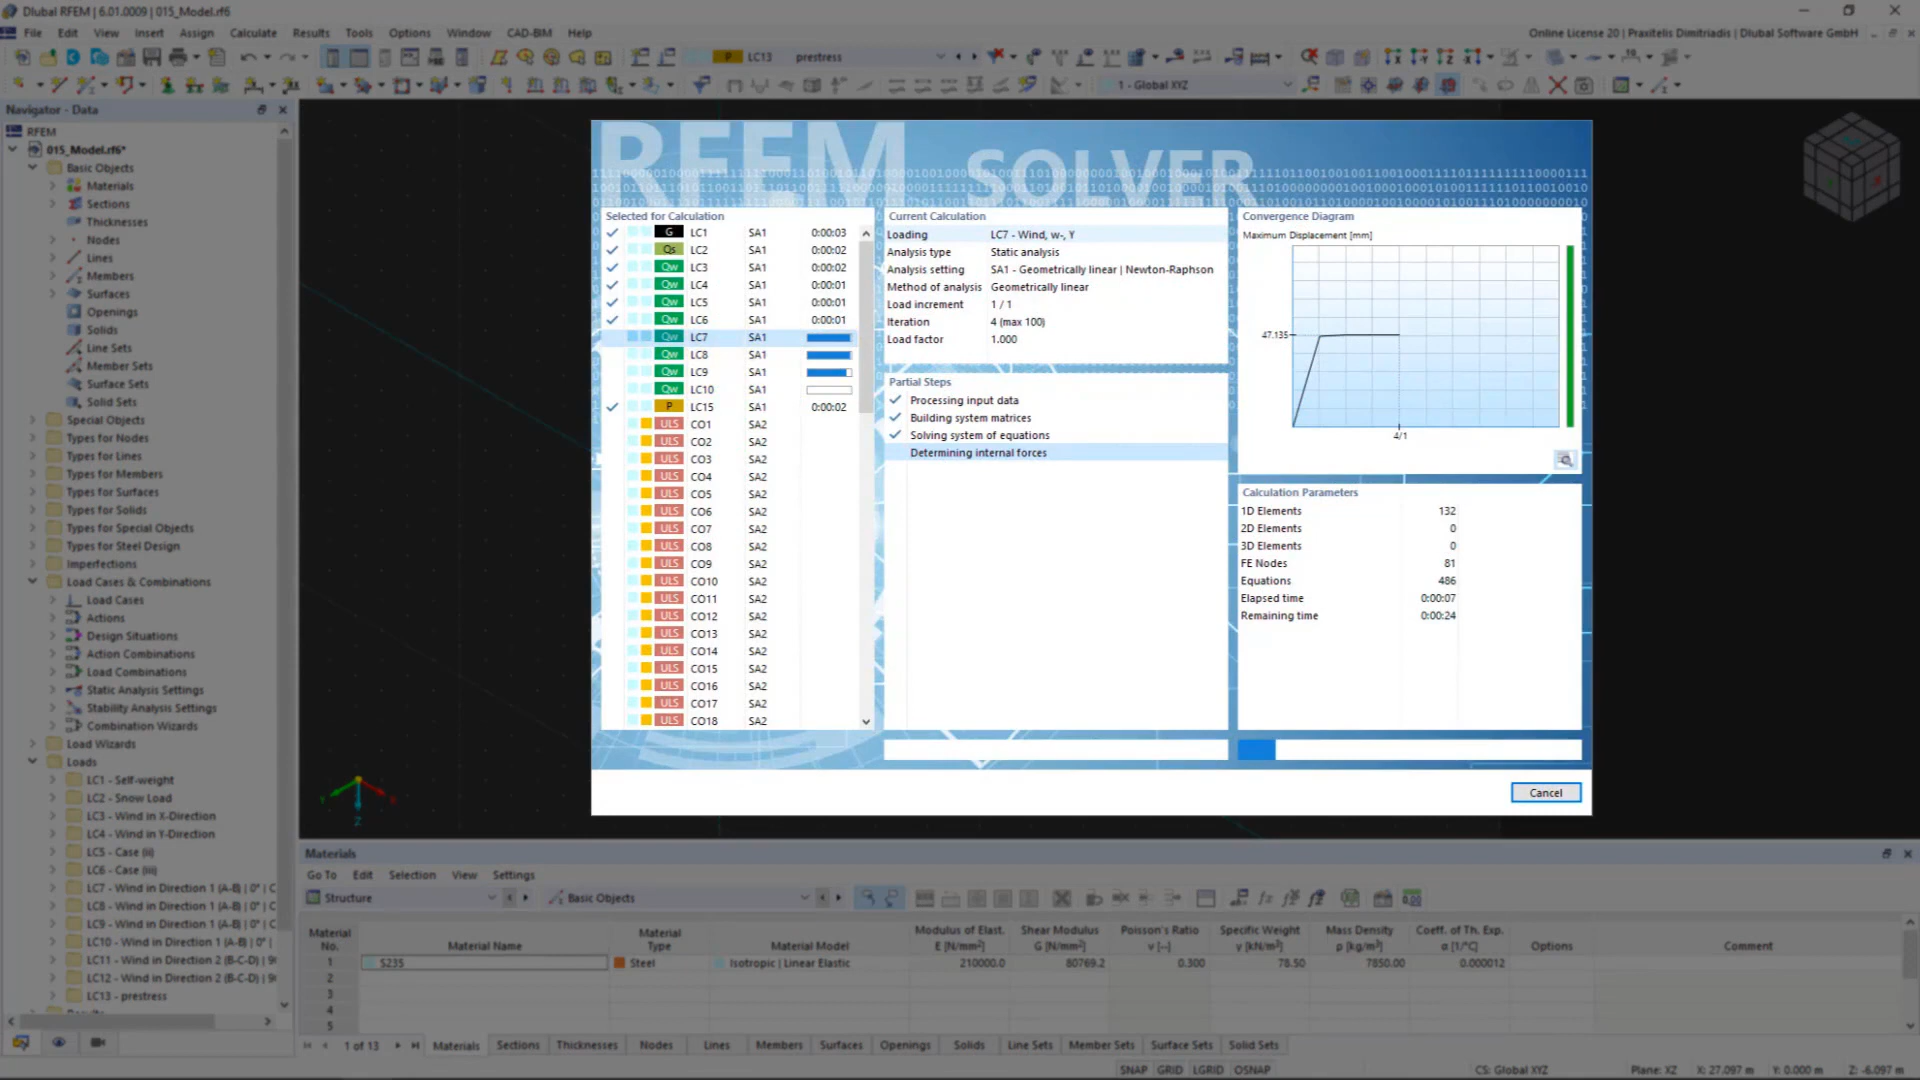 Dlubal RFEM | 6.01.0009 | 015_Model.rf6
File Edit View Insert Assign Calculate Results Tools Options Window CAD-BIM Help
Online License 20 | Praxitelis Dimitriadis | Dlubal Software GmbH
P LC13 prestress
1 - Global XYZ
Navigator - Data
RFEM
015_Model.rf6*
Basic Objects
Materials
Sections
Thicknesses
Nodes
Lines
Members
Surfaces
Openings
Solids
Line Sets
Member Sets
Surface Sets
Solid Sets
Special Objects
Types for Nodes
Types for Lines
Types for Members
Types for Surfaces
Types for Solids
Types for Special Objects
Types for Steel Design
Imperfections
Load Cases & Combinations
Load Cases
Actions
Design Situations
Action Combinations
Load Combinations
Static Analysis Settings
Stability Analysis Settings
Combination Wizards
Load Wizards
Loads
LC1 - Self-weight
LC2 - Snow Load
LC3 - Wind in X-Direction
LC4 - Wind in Y-Direction
LC5 - Case (ii)
LC6 - Case (iii)
LC7 - Wind in Direction 1 (A-B) | 0° | C
LC8 - Wind in Direction 1 (A-B) | 0° | C
LC9 - Wind in Direction 1 (A-B) | 0° | C
LC10 - Wind in Direction 1 (A-B) | 0° |
LC11 - Wind in Direction 2 (B-C-D) | 9
LC12 - Wind in Direction 2 (B-C-D) | 9
LC13 - prestress
RFEM SOLVER
Selected for Calculation
G LC1 SA1 0:00:03
Qs LC2 SA1 0:00:02
Qw LC3 SA1 0:00:02
Qw LC4 SA1 0:00:01
Qw LC5 SA1 0:00:01
Qw LC6 SA1 0:00:01
Qw LC7 SA1
Qw LC8 SA1
Qw LC9 SA1
Qw LC10 SA1
P LC15 SA1 0:00:02
ULS CO1 SA2
ULS CO2 SA2
ULS CO3 SA2
ULS CO4 SA2
ULS CO5 SA2
ULS CO6 SA2
ULS CO7 SA2
ULS CO8 SA2
ULS CO9 SA2
ULS CO10 SA2
ULS CO11 SA2
ULS CO12 SA2
ULS CO13 SA2
ULS CO14 SA2
ULS CO15 SA2
ULS CO16 SA2
ULS CO17 SA2
ULS CO18 SA2
Current Calculation
Loading LC7 - Wind, w-, Y
Analysis type Static analysis
Analysis setting SA1 - Geometrically linear | Newton-Raphson
Method of analysis Geometrically linear
Load increment 1 / 1
Iteration 4 (max 100)
Load factor 1.000
Partial Steps
Processing input data
Building system matrices
Solving system of equations
Determining internal forces
Convergence Diagram
Maximum Displacement [mm]
47.135
4/1
Calculation Parameters
1D Elements 132
2D Elements 0
3D Elements 0
FE Nodes 81
Equations 486
Elapsed time 0:00:07
Remaining time 0:00:24
Cancel
Y X
Z
Materials
Go To Edit Selection View Settings
Structure Basic Objects
Material No. Material Name Material Type Material Model Modulus of Elast. E [N/mm²] Shear Modulus G [N/mm²] Poisson's Ratio ν [--] Specific Weight γ [kN/m³] Mass Density ρ [kg/m³] Coeff. of Th. Exp. α [1/°C] Options Comment
1 S235 Steel Isotropic | Linear Elastic 210000.0 80769.2 0.300 78.50 7850.00 0.000012
2
3
4
5
1 of 13 Materials Sections Thicknesses Nodes Lines Members Surfaces Openings Solids Line Sets Member Sets Surface Sets Solid Sets
SNAP GRID LGRID OSNAP CS: Global XYZ Plane: XZ X: 27.097 m Y: 0.000 m Z: -6.097 m